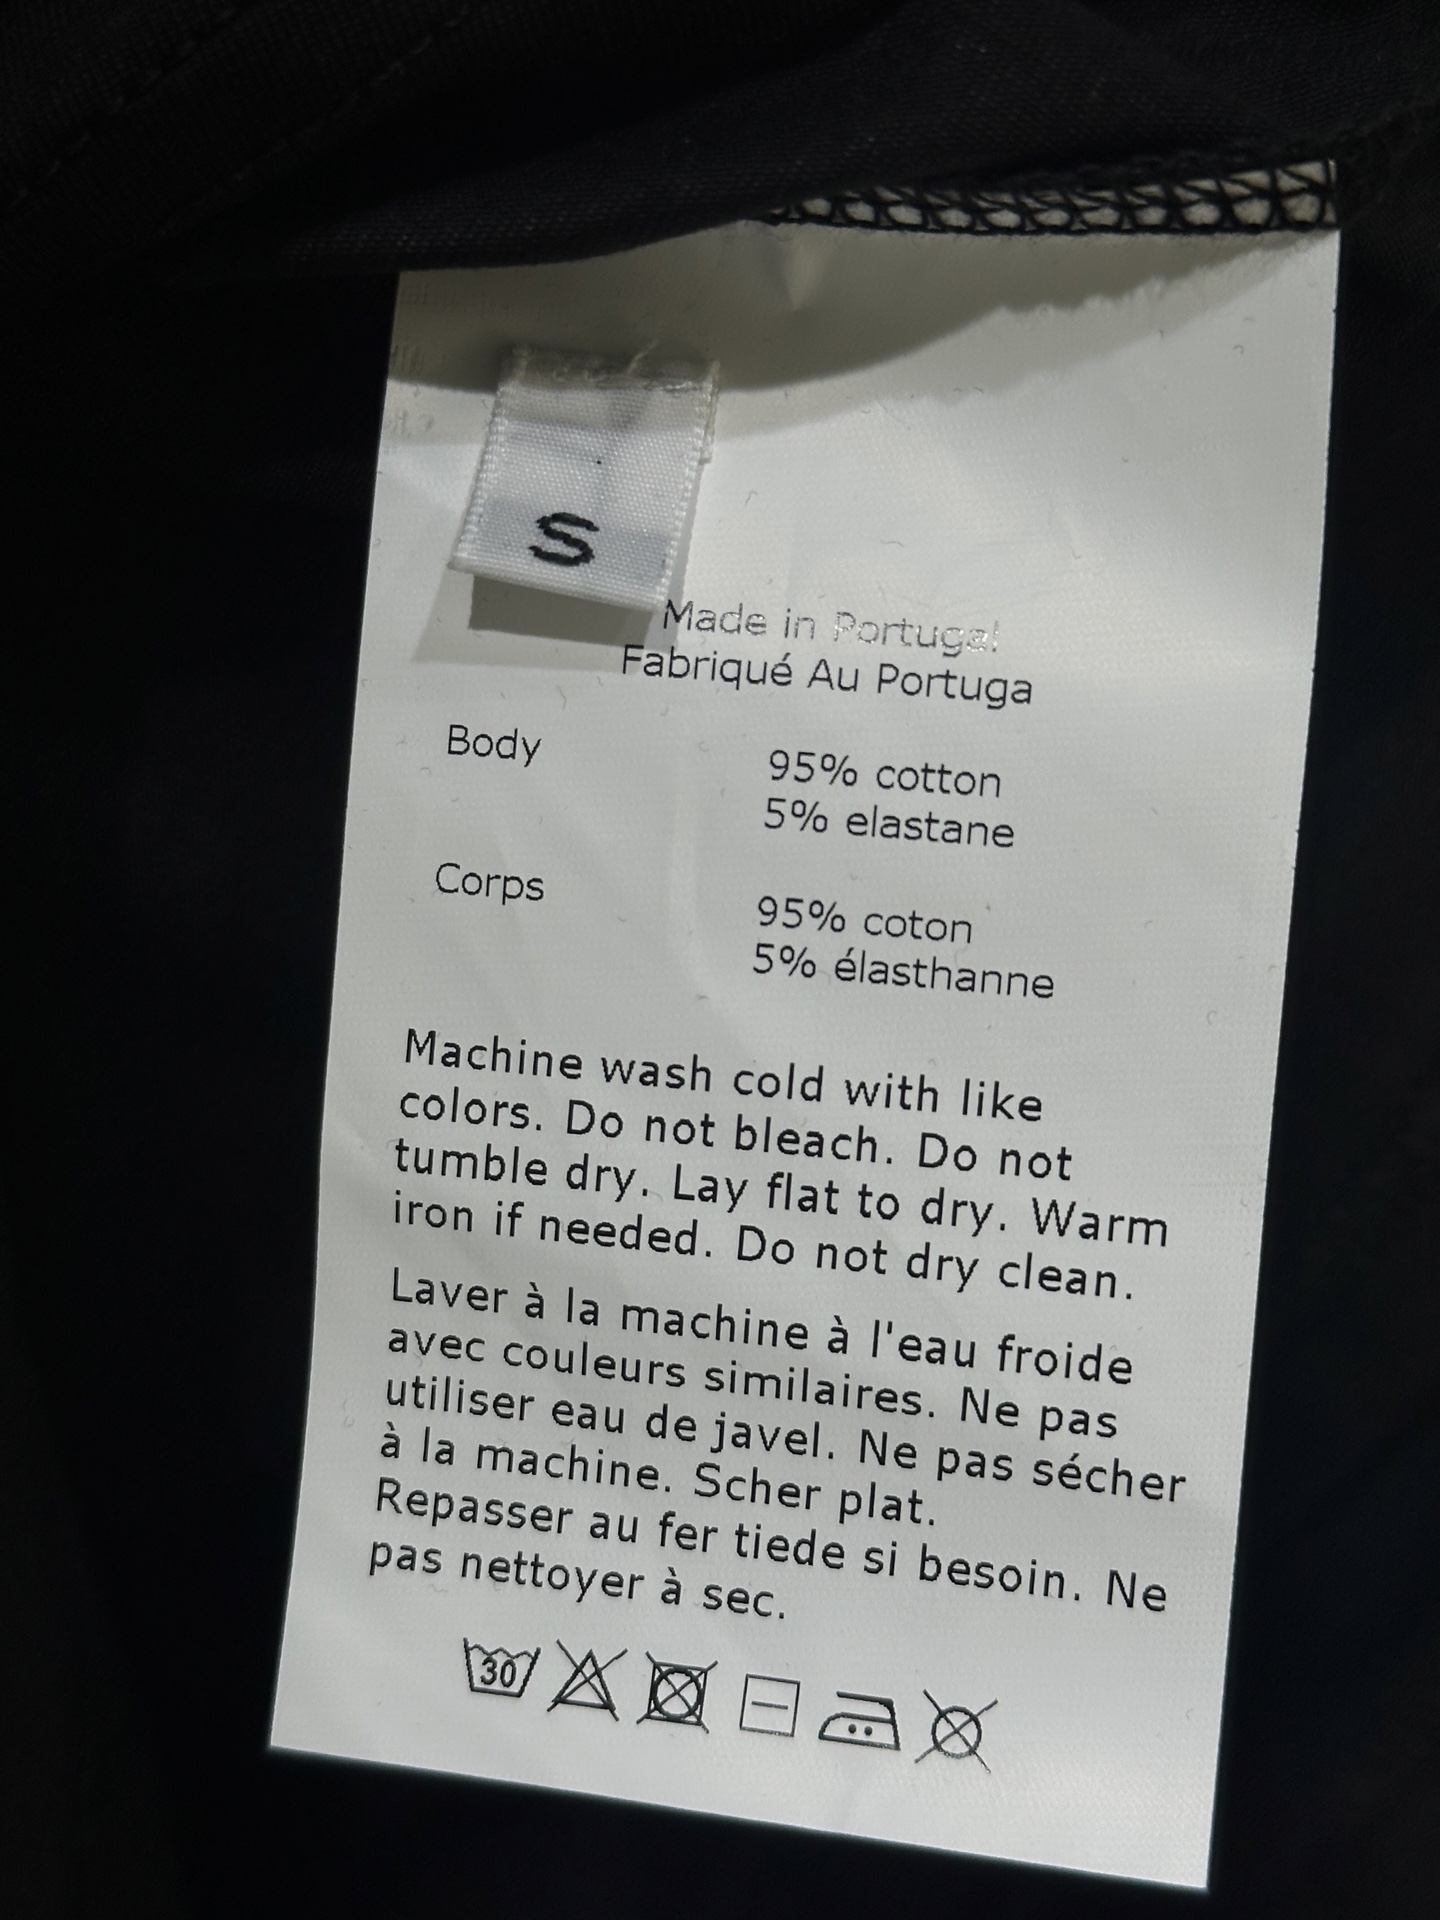 S
Made in Portugal
Fabriqué Au Portuga
Body
95% cotton
5% elastane
Corps
95% coton
5% élasthanne
Machine wash cold with like
colors. Do not bleach. Do not
tumble dry. Lay flat to dry. Warm
iron if needed. Do not dry clean.
Laver à la machine à l'eau froide
avec couleurs similaires. Ne pas
utiliser eau de javel. Ne pas sécher
à la machine. Scher plat.
Repasser au fer tiede si besoin. Ne
pas nettoyer à sec.
30